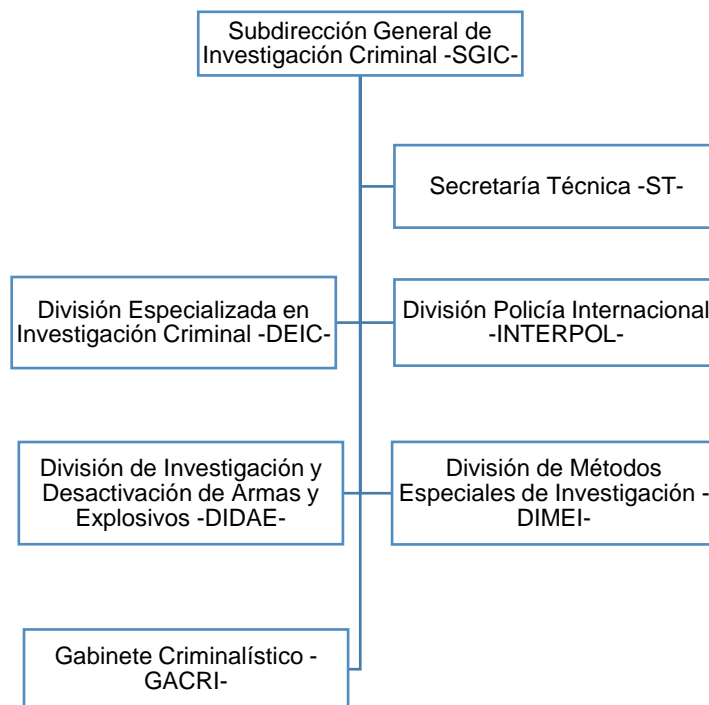 Subdirección General de
Investigación Criminal -SGIC-
Secretaría Técnica -ST-
División Especializada en
Investigación Criminal -DEIC-
División Policía Internacional
-INTERPOL-
División de Investigación y
Desactivación de Armas y
Explosivos -DIDAE-
División de Métodos
Especiales de Investigación -
DIMEI-
Gabinete Criminalístico -
GACRI-